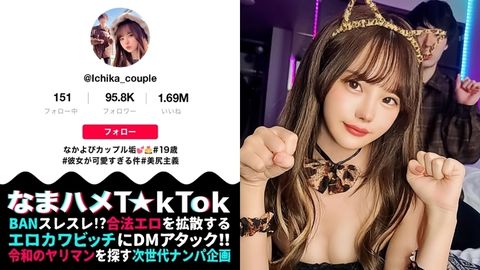 @Ichika_couple
151
95.8K
1.69M
フォロー中
フォロワー
いいね
フォロー
なかよぴカップル垢💕🙈#19歳
#彼女が可愛すぎる件#美尻主義
なまハメT★kTok
BANスレスレ!?合法エロを拡散する
エロカワビッチにDMアタック!!
令和のヤリマンを探す次世代ナンパ企画